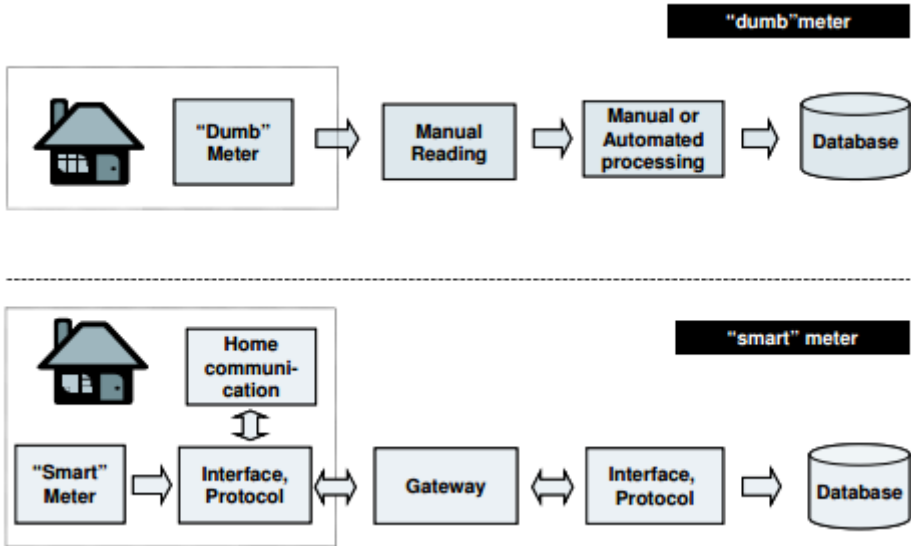 “dumb”meter
“Dumb”
Meter
Manual
Reading
Manual or
Automated
processing
Database
“smart” meter
Home
communi-
cation
“Smart”
Meter
Interface,
Protocol
Gateway
Interface,
Protocol
Database